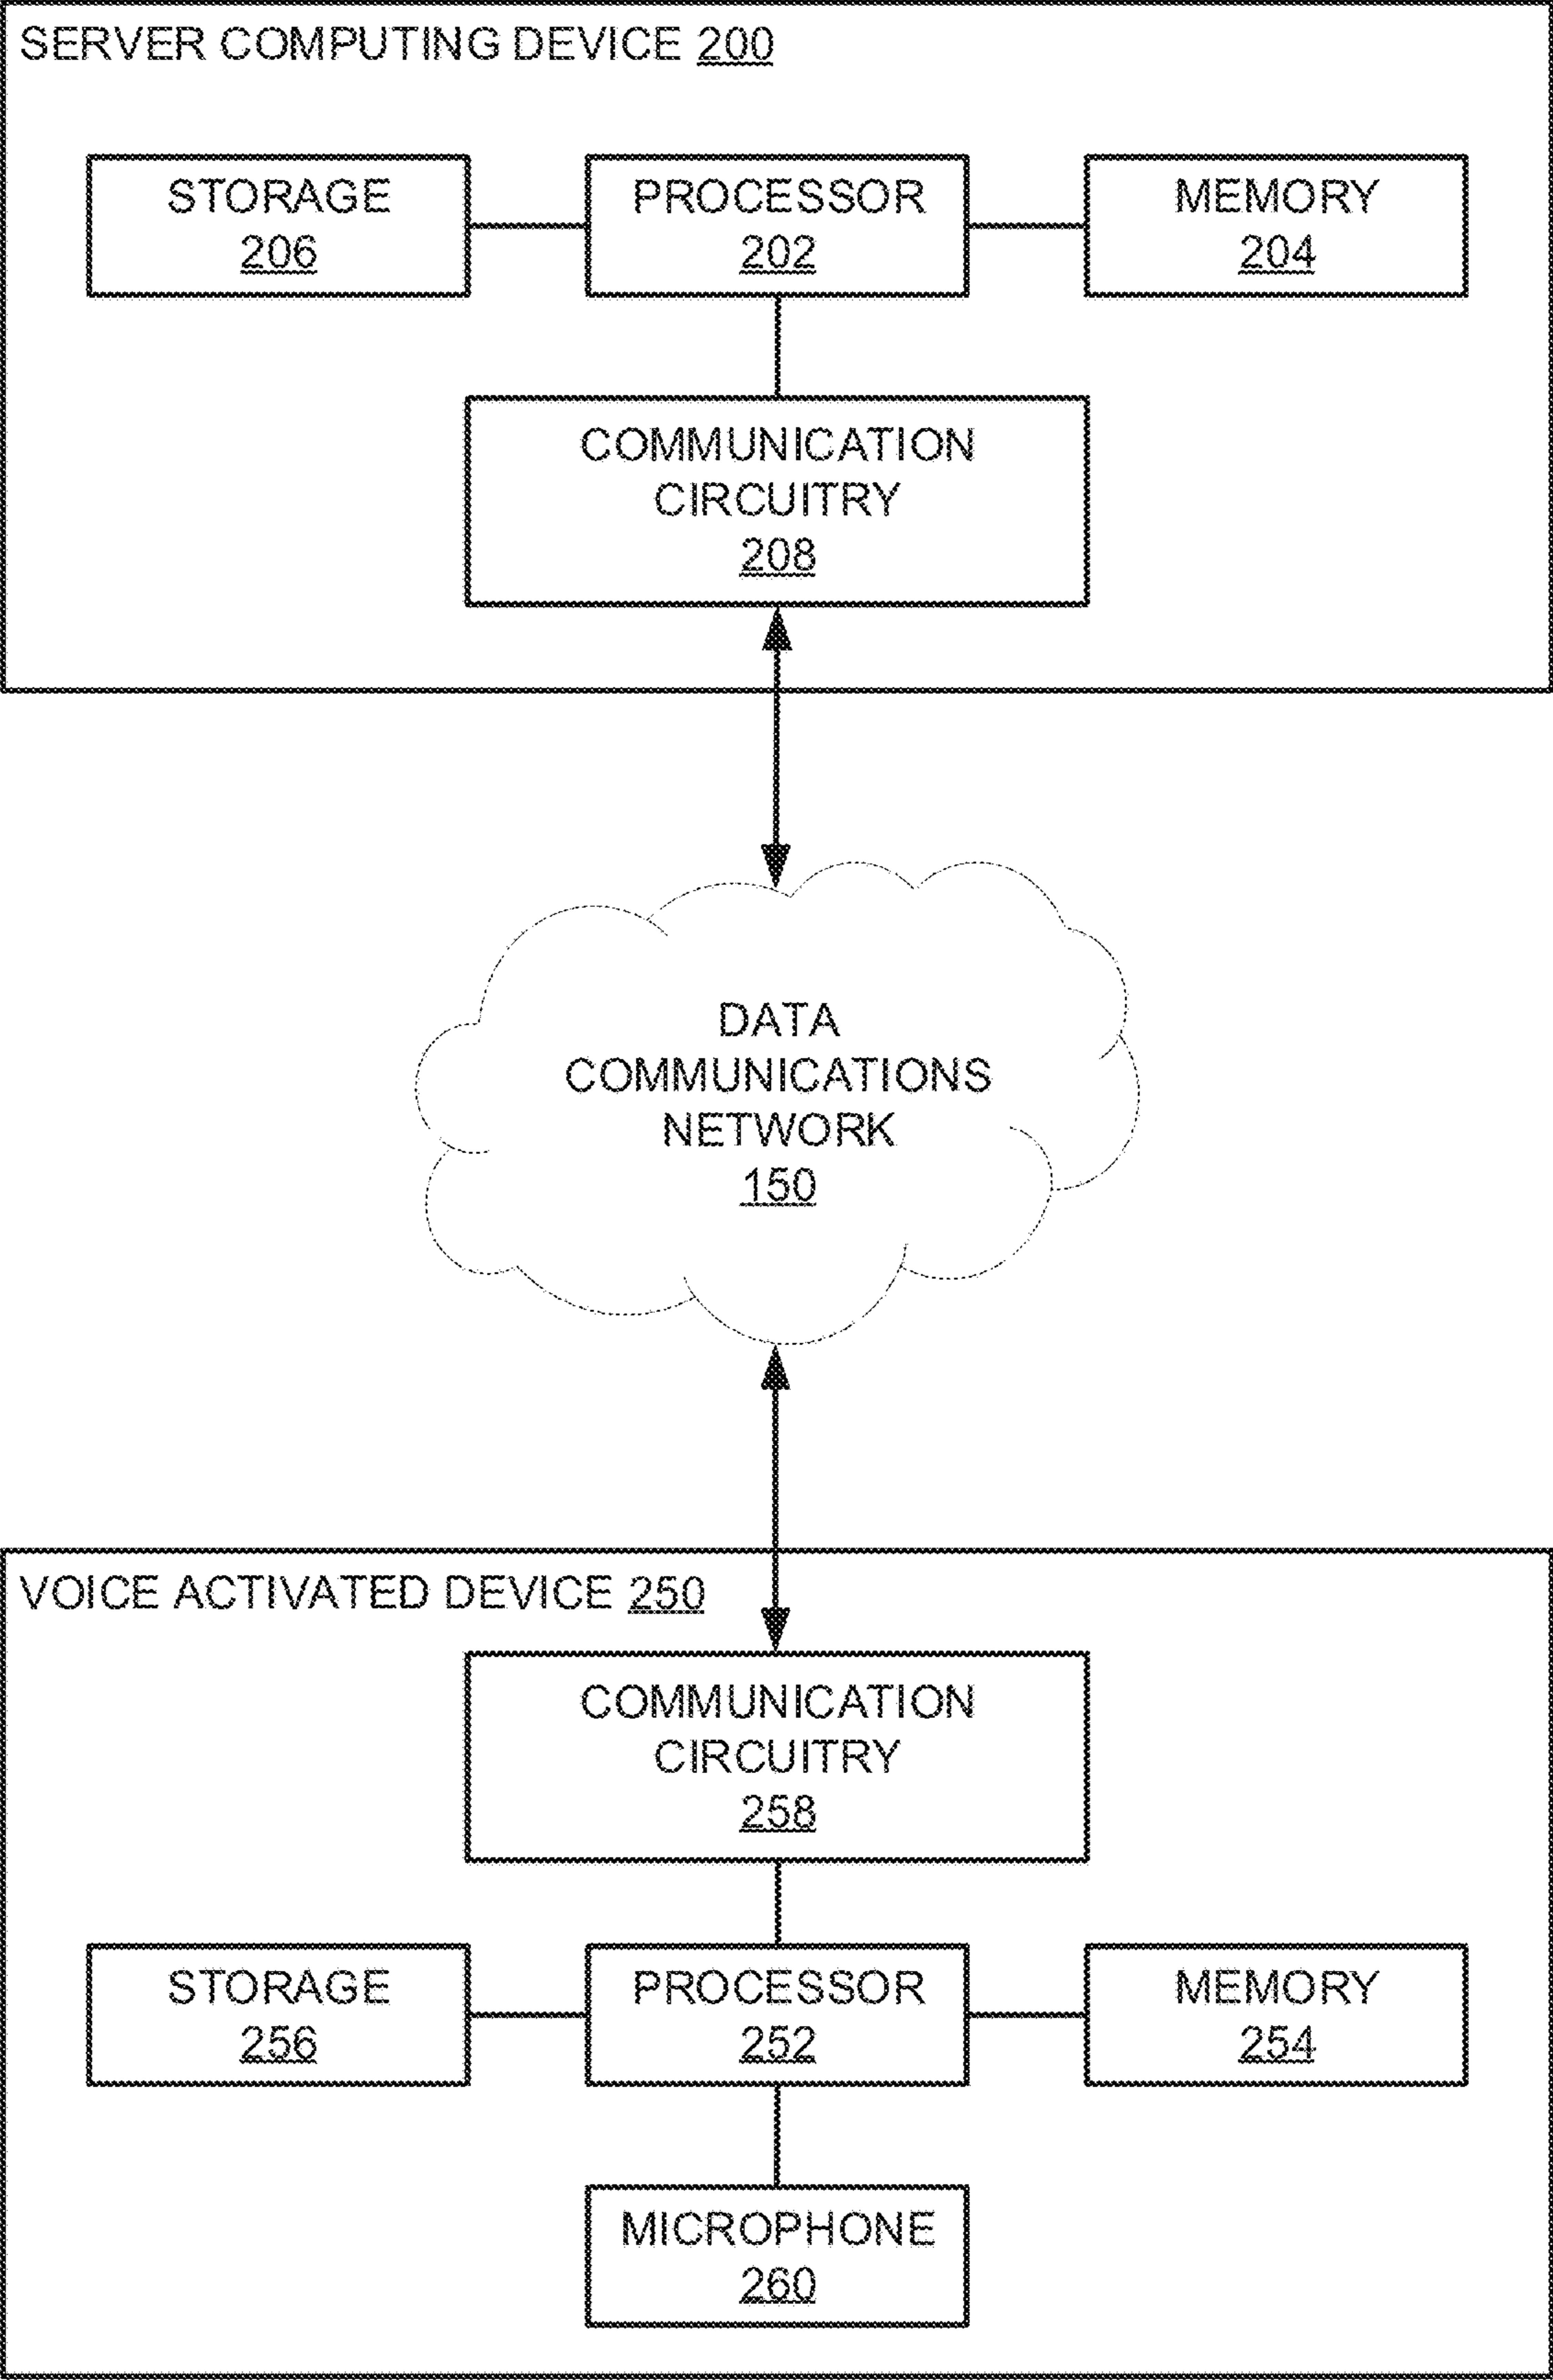 SERVER COMPUTING DEVICE 200
STORAGE
206
PROCESSOR
202
MEMORY
204
COMMUNICATION
CIRCUITRY
208
DATA
COMMUNICATIONS
NETWORK
150
VOICE ACTIVATED DEVICE 250
COMMUNICATION
CIRCUITRY
258
STORAGE
256
PROCESSOR
252
MEMORY
254
MICROPHONE
260